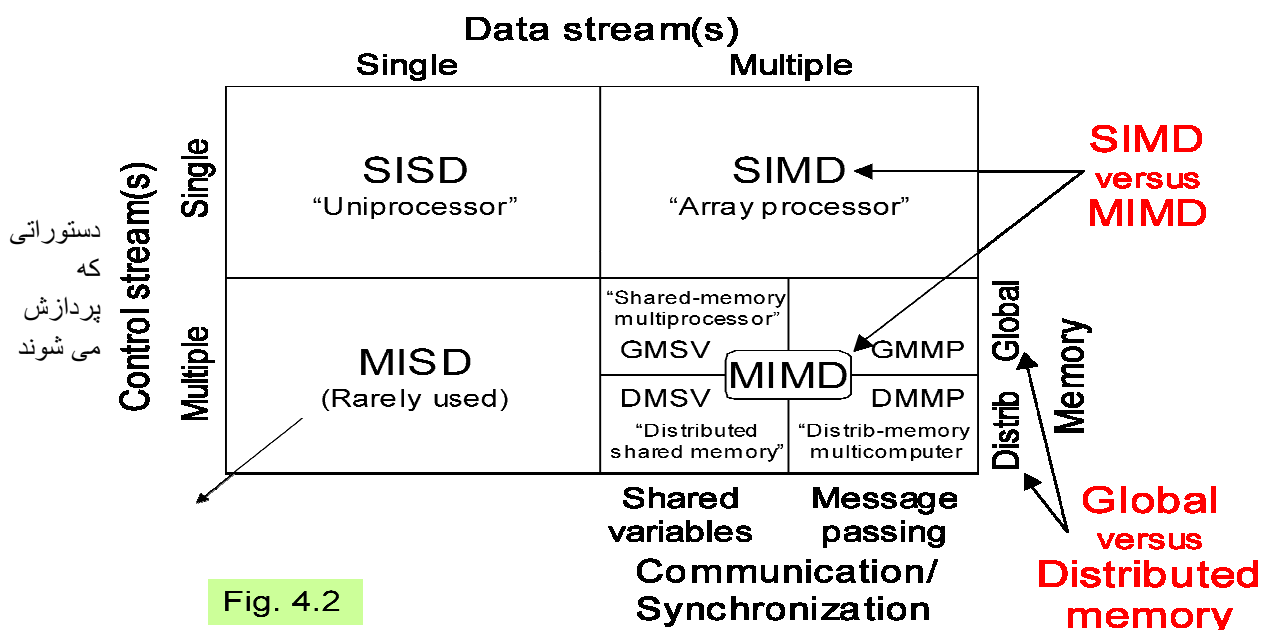 Data stream(s)
Single
Multiple
Control stream(s)
Single
Multiple
دستوراتی
که
پردازش
می شوند
SISD
“Uniprocessor”
SIMD
“Array processor”
MISD
(Rarely used)
“Shared-memory
multiprocessor”
GMSV
GMMP
MIMD
DMSV
DMMP
“Distributed
shared memory”
“Distrib-memory
multicomputer
Global
Distrib
Memory
Shared
variables
Message
passing
Communication/
Synchronization
SIMD
versus
MIMD
Global
versus
Distributed
memory
Fig. 4.2